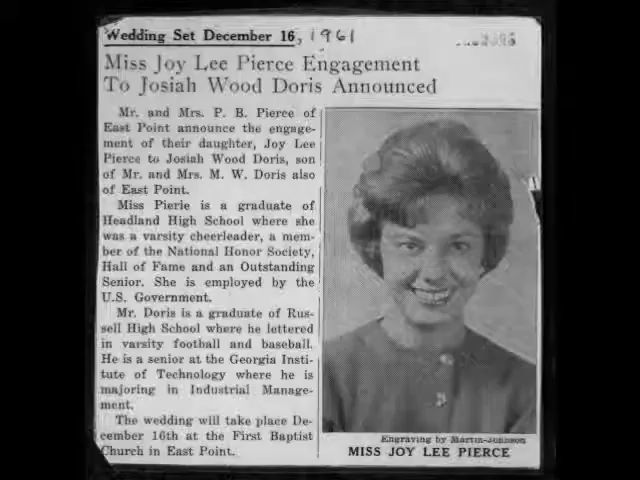 Wedding Set December 16, 1961
Miss Joy Lee Pierce Engagement
To Josiah Wood Doris Announced
Mr. and Mrs. P. B. Pierce of
East Point announce the engage-
ment of their daughter, Joy Lee
Pierce to Josiah Wood Doris, son
of Mr. and Mrs. M. W. Doris also
of East Point.
Miss Pierie is a graduate of
Headland High School where she
was a varsity cheerleader, a mem-
ber of the National Honor Society,
Hall of Fame and an Outstanding
Senior. She is employed by the
U.S. Government.
Mr. Doris is a graduate of Rus-
sell High School where he lettered
in varsity football and baseball.
He is a senior at the Georgia Insti-
tute of Technology where he is
majoring in Industrial Manage-
ment.
The wedding will take place De-
cember 16th at the First Baptist
Church in East Point.
Engraving by Martin-Johnson
MISS JOY LEE PIERCE